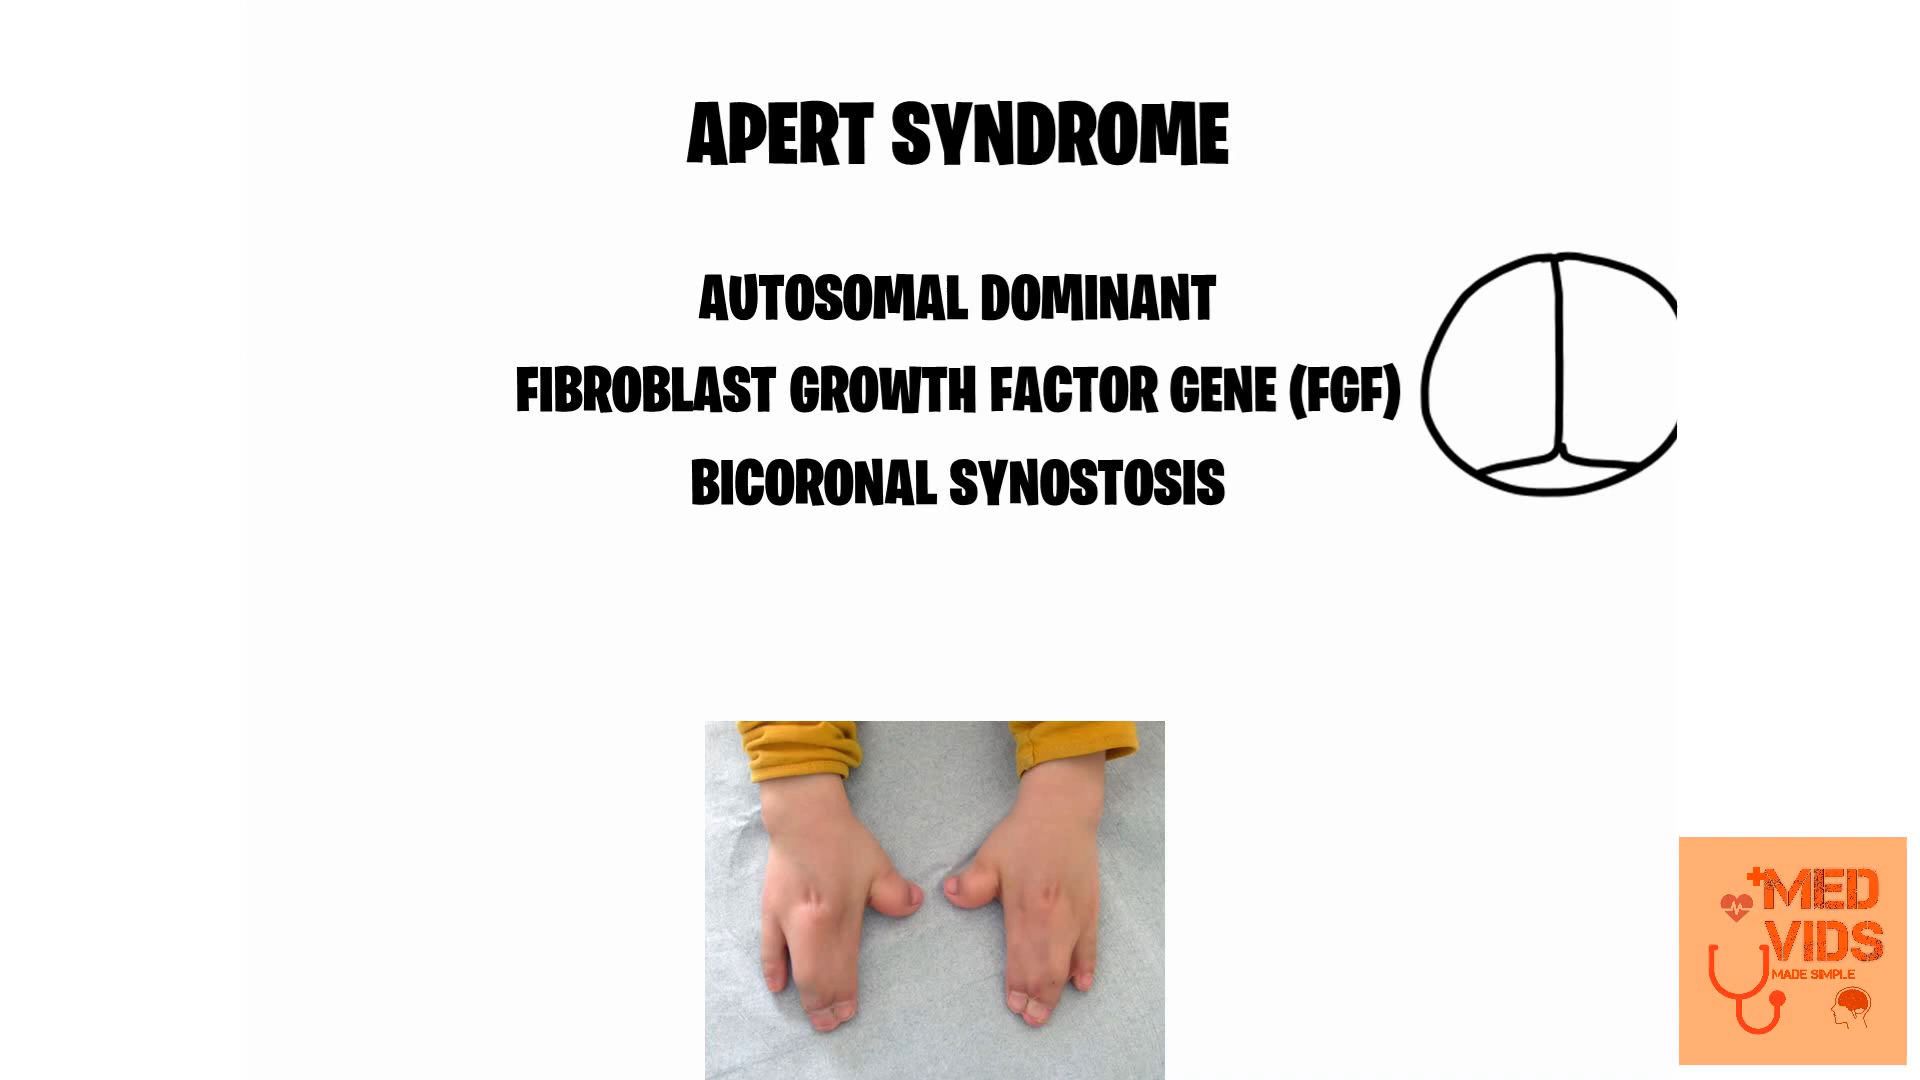 APERT SYNDROME
AUTOSOMAL DOMINANT
FIBROBLAST GROWTH FACTOR GENE (FGF)
BICORONAL SYNOSTOSIS
MED
VIDS
MADE SIMPLE